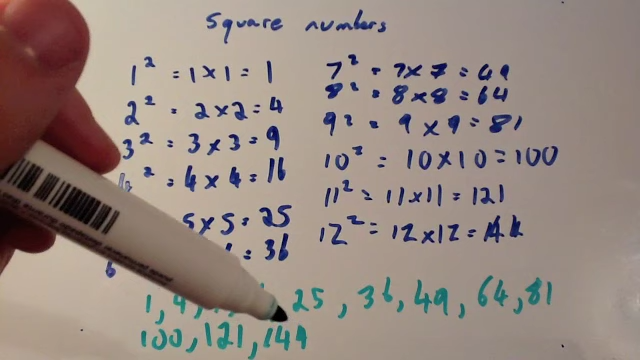 Square numbers
1² = 1 × 1 = 1
2² = 2 × 2 = 4
3² = 3 × 3 = 9
4² = 4 × 4 = 16
5 × 5 = 25
6 = 36
7² = 7 × 7 = 49
8² = 8 × 8 = 64
9² = 9 × 9 = 81
10² = 10 × 10 = 100
11² = 11 × 11 = 121
12² = 12 × 12 = 144
1, 4, 25, 36, 49, 64, 81
100, 121, 144